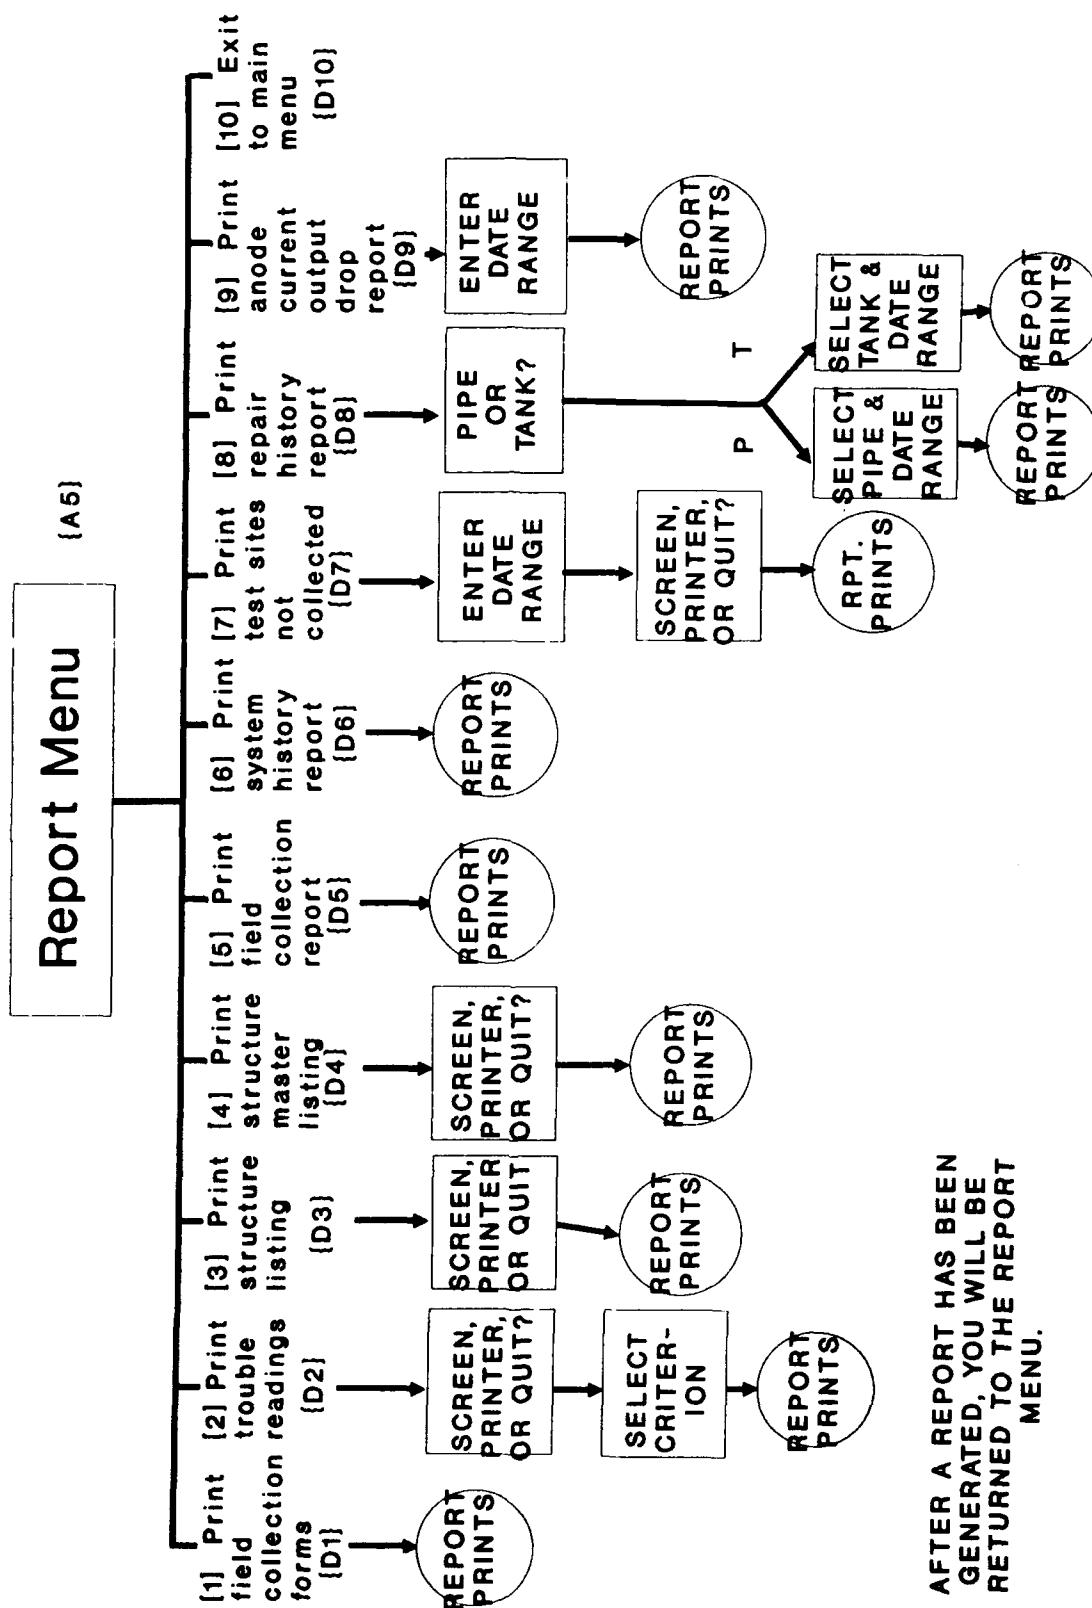 Report Menu
{A5}
[1] Print
field
collection
forms
{D1}
REPORT
PRINTS
[2] Print
trouble
readings
{D2}
SCREEN,
PRINTER,
OR QUIT?
SELECT
CRITER-
ION
REPORT
PRINTS
[3] Print
structure
listing
{D3}
SCREEN,
PRINTER
OR QUIT
REPORT
PRINTS
[4] Print
structure
master
listing
{D4}
SCREEN,
PRINTER,
OR QUIT?
REPORT
PRINTS
[5] Print
field
collection
report
{D5}
REPORT
PRINTS
[6] Print
system
history
report
{D6}
REPORT
PRINTS
[7] Print
test sites
not
collected
{D7}
ENTER
DATE
RANGE
SCREEN,
PRINTER,
OR QUIT?
RPT.
PRINTS
[8] Print
repair
history
report
{D8}
PIPE
OR
TANK?
P
T
SELECT
PIPE &
DATE
RANGE
REPORT
PRINTS
SELECT
TANK &
DATE
RANGE
REPORT
PRINTS
[9] Print
anode
current
output
drop
report
{D9}
ENTER
DATE
RANGE
REPORT
PRINTS
[10] Exit
to main
menu
{D10}
AFTER A REPORT HAS BEEN
GENERATED, YOU WILL BE
RETURNED TO THE REPORT
MENU.